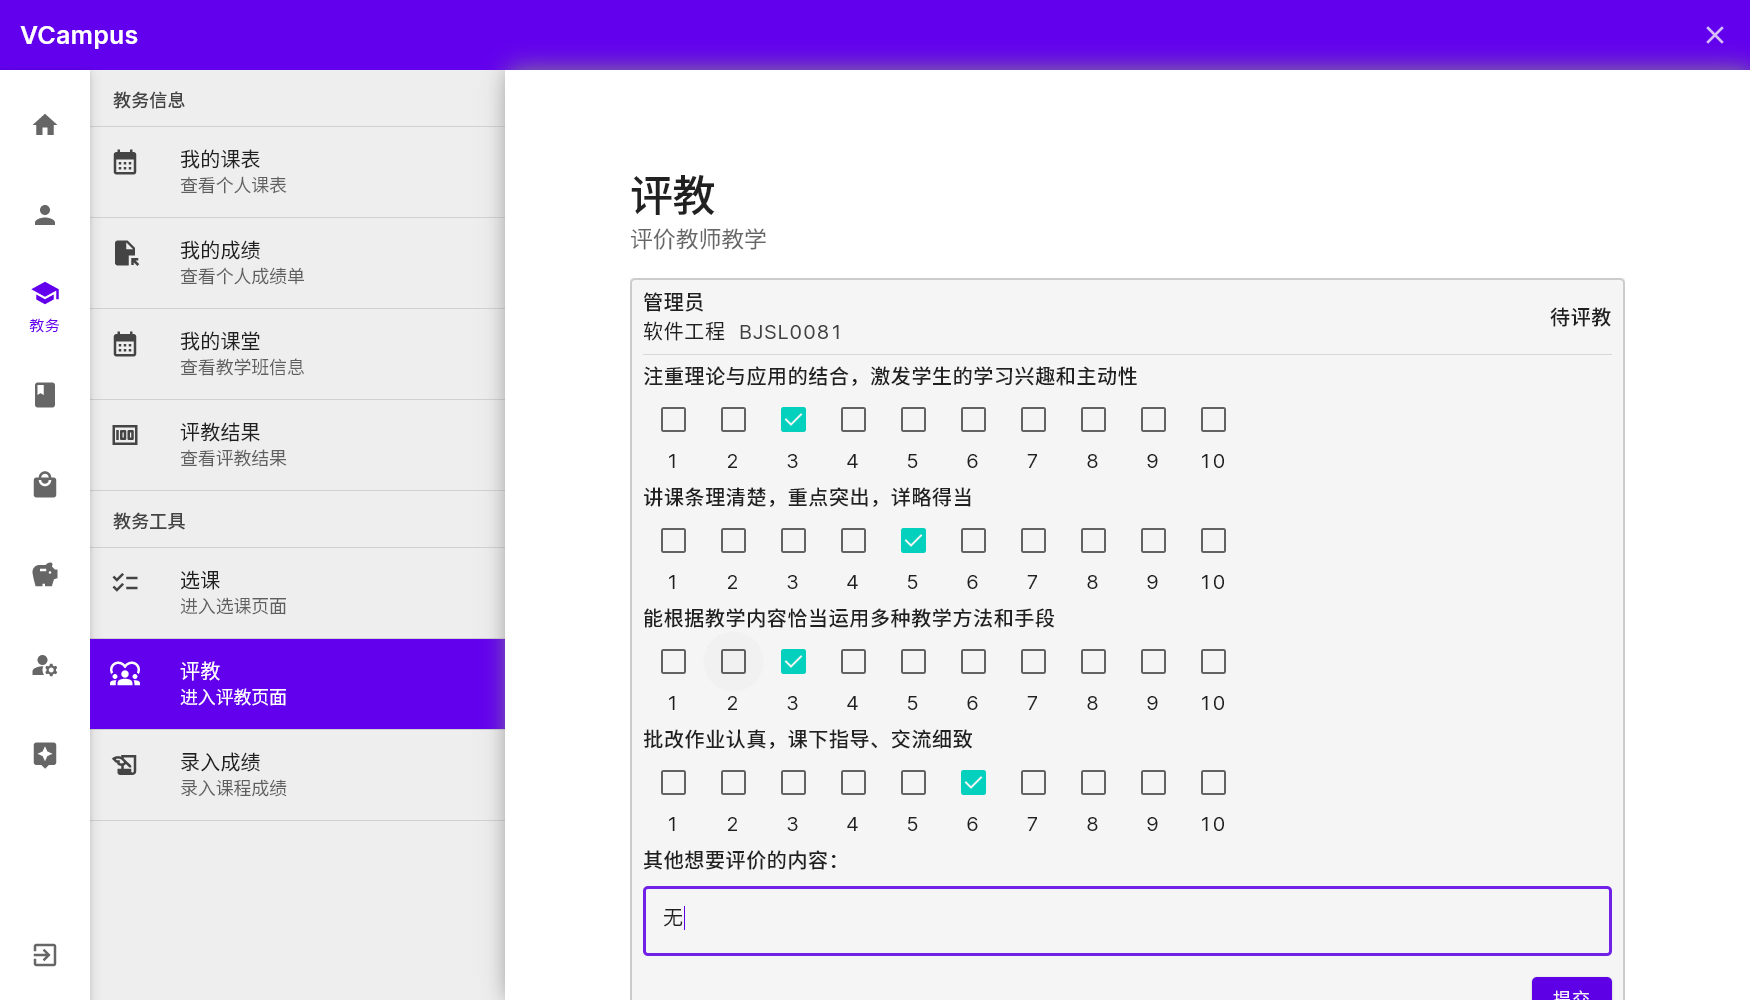 VCampus
教务
教务信息
我的课表
查看个人课表
我的成绩
查看个人成绩单
我的课堂
查看教学班信息
100
评教结果
查看评教结果
教务工具
选课
进入选课页面
评教
进入评教页面
录入成绩
录入课程成绩
评教
评价教师教学
管理员
软件工程 BJSL0081
待评教
注重理论与应用的结合，激发学生的学习兴趣和主动性
1 2 3 4 5 6 7 8 9 10
讲课条理清楚，重点突出，详略得当
1 2 3 4 5 6 7 8 9 10
能根据教学内容恰当运用多种教学方法和手段
1 2 3 4 5 6 7 8 9 10
批改作业认真，课下指导、交流细致
1 2 3 4 5 6 7 8 9 10
其他想要评价的内容：
无
提交